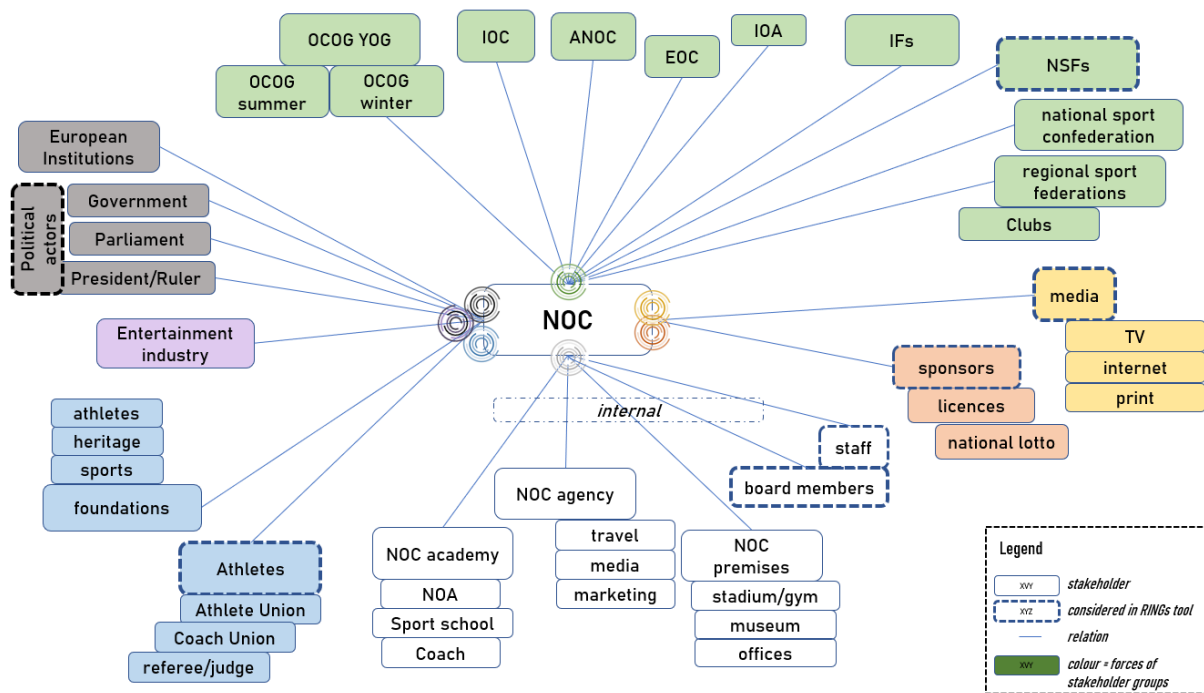 OCOG YOG
OCOG
summer
OCOG
winter
IOC
ANOC
EOC
IOA
IFs
NSFs
national sport
confederation
regional sport
federations
Clubs
European
Institutions
Political
actors
Government
Parliament
President/Ruler
Entertainment
industry
NOC
media
TV
internet
print
sponsors
licences
national lotto
internal
staff
board members
athletes
heritage
sports
foundations
Athletes
Athlete Union
Coach Union
referee/judge
NOC academy
NOA
Sport school
Coach
NOC agency
travel
media
marketing
NOC
premises
stadium/gym
museum
offices
Legend
XVY
stakeholder
XYZ
considered in RINGs tool
relation
XVY
colour = forces of
stakeholder groups